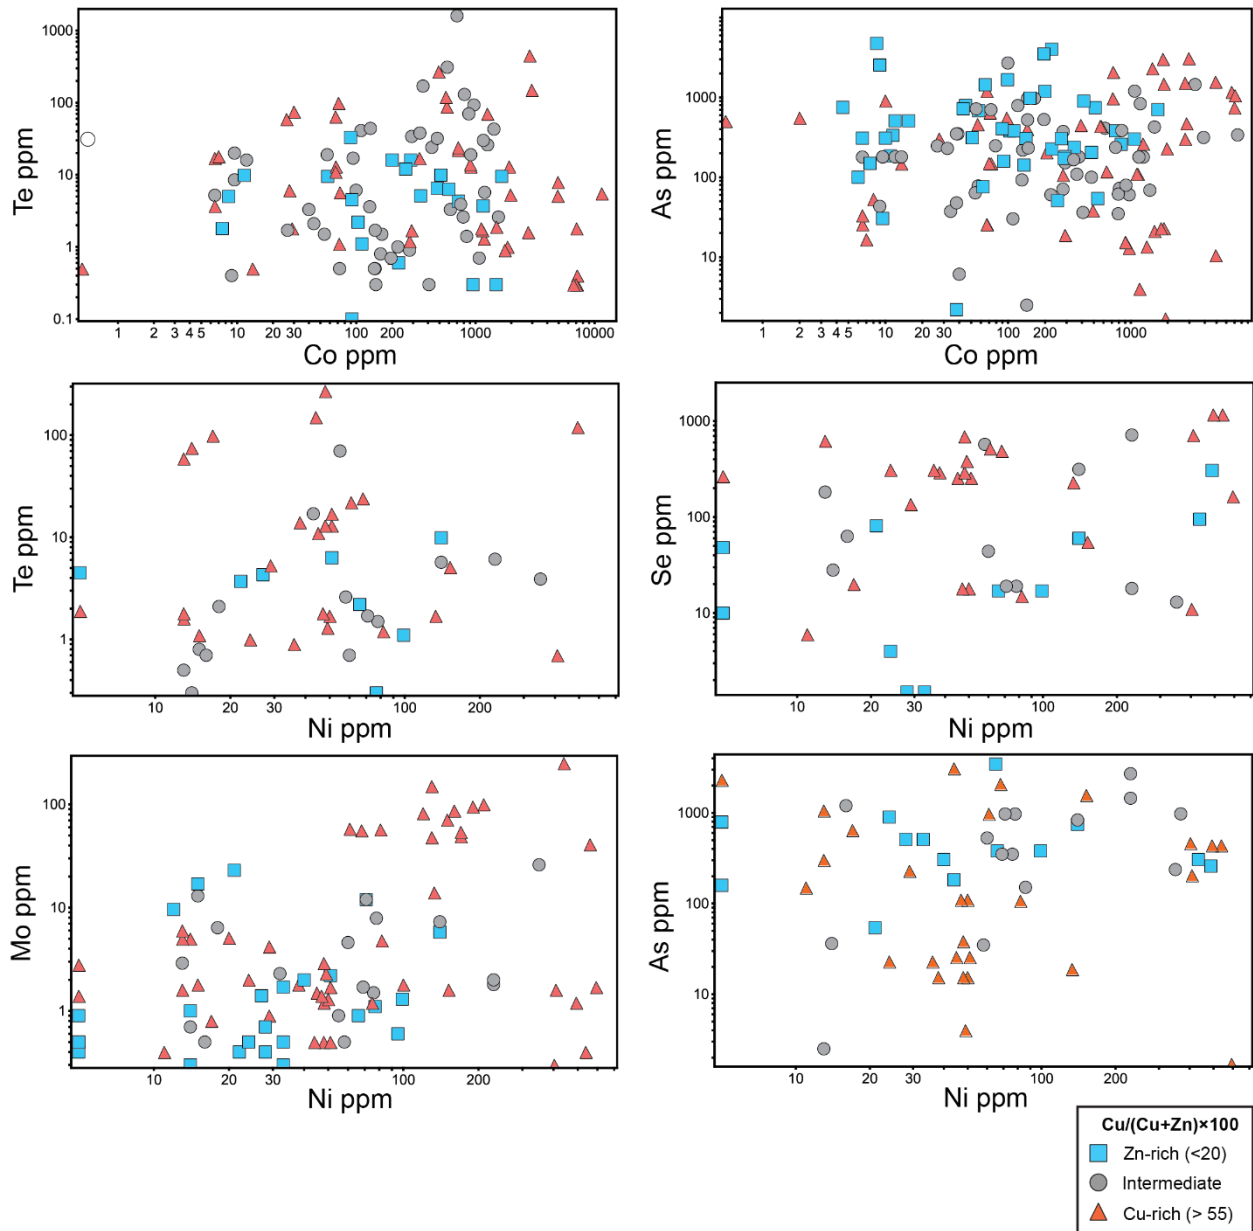 1000
100
10
1
0.1
Te ppm
1 2 3 4 5 10 20 30 100 200 1000 10000
Co ppm
1000
100
10
As ppm
1 2 3 4 5 10 20 30 100 200 1000
Co ppm
100
10
1
Te ppm
10 20 30 100 200
Ni ppm
1000
100
10
Se ppm
10 20 30 100 200
Ni ppm
100
10
1
Mo ppm
10 20 30 100 200
Ni ppm
1000
100
10
As ppm
10 20 30 100 200
Ni ppm
Cu/(Cu+Zn)×100
Zn-rich (<20)
Intermediate
Cu-rich (> 55)